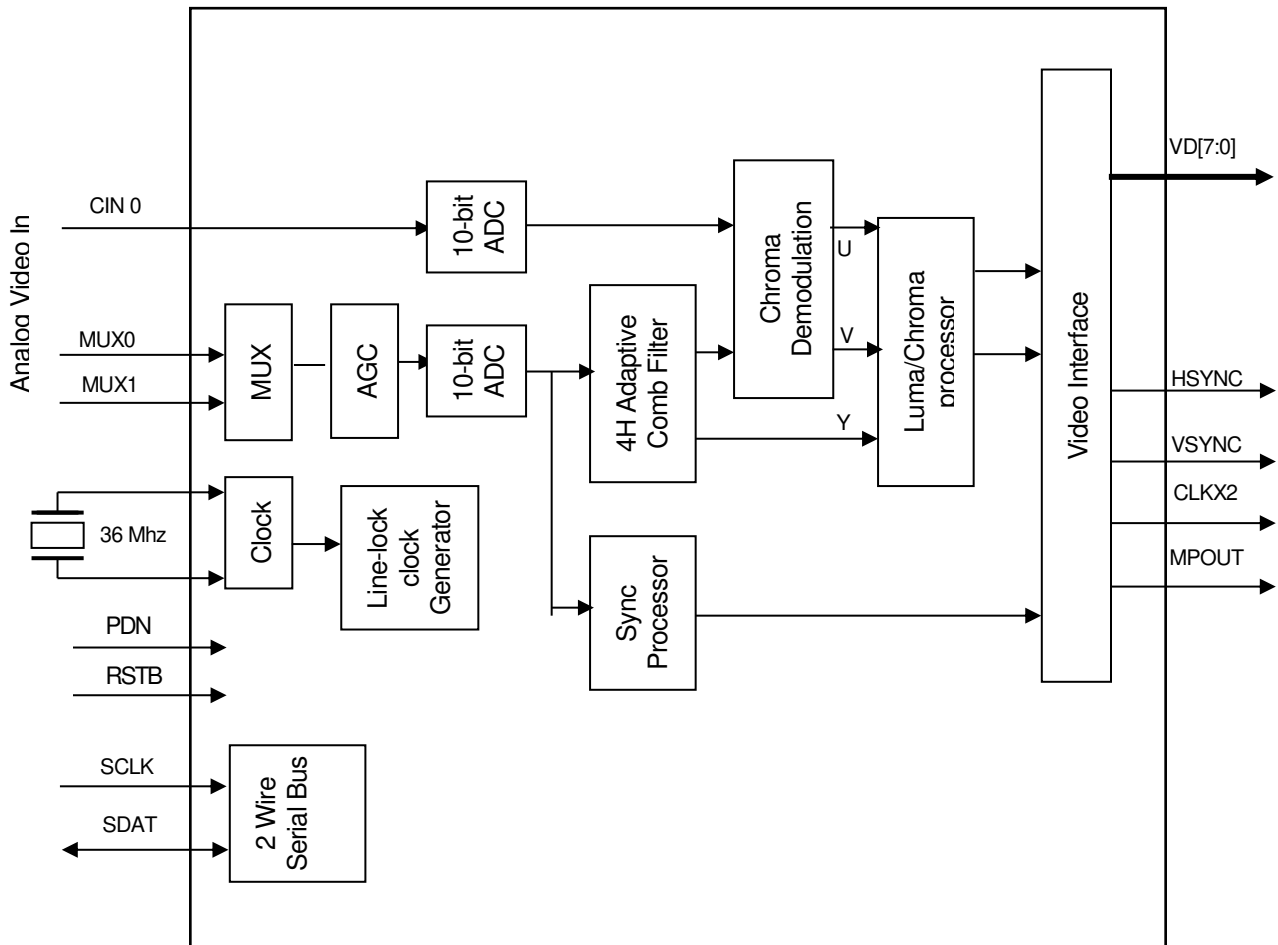 Analog Video In
CIN 0
MUX0
MUX1
36 Mhz
PDN
RSTB
SCLK
SDAT
10-bit
ADC
MUX
AGC
10-bit
ADC
Clock
Line-lock
clock
Generator
2 Wire
Serial Bus
4H Adaptive
Comb Filter
Sync
Processor
Chroma
Demodulation
U
V
Y
Luma/Chroma
processor
Video Interface
VD[7:0]
HSYNC
VSYNC
CLKX2
MPOUT